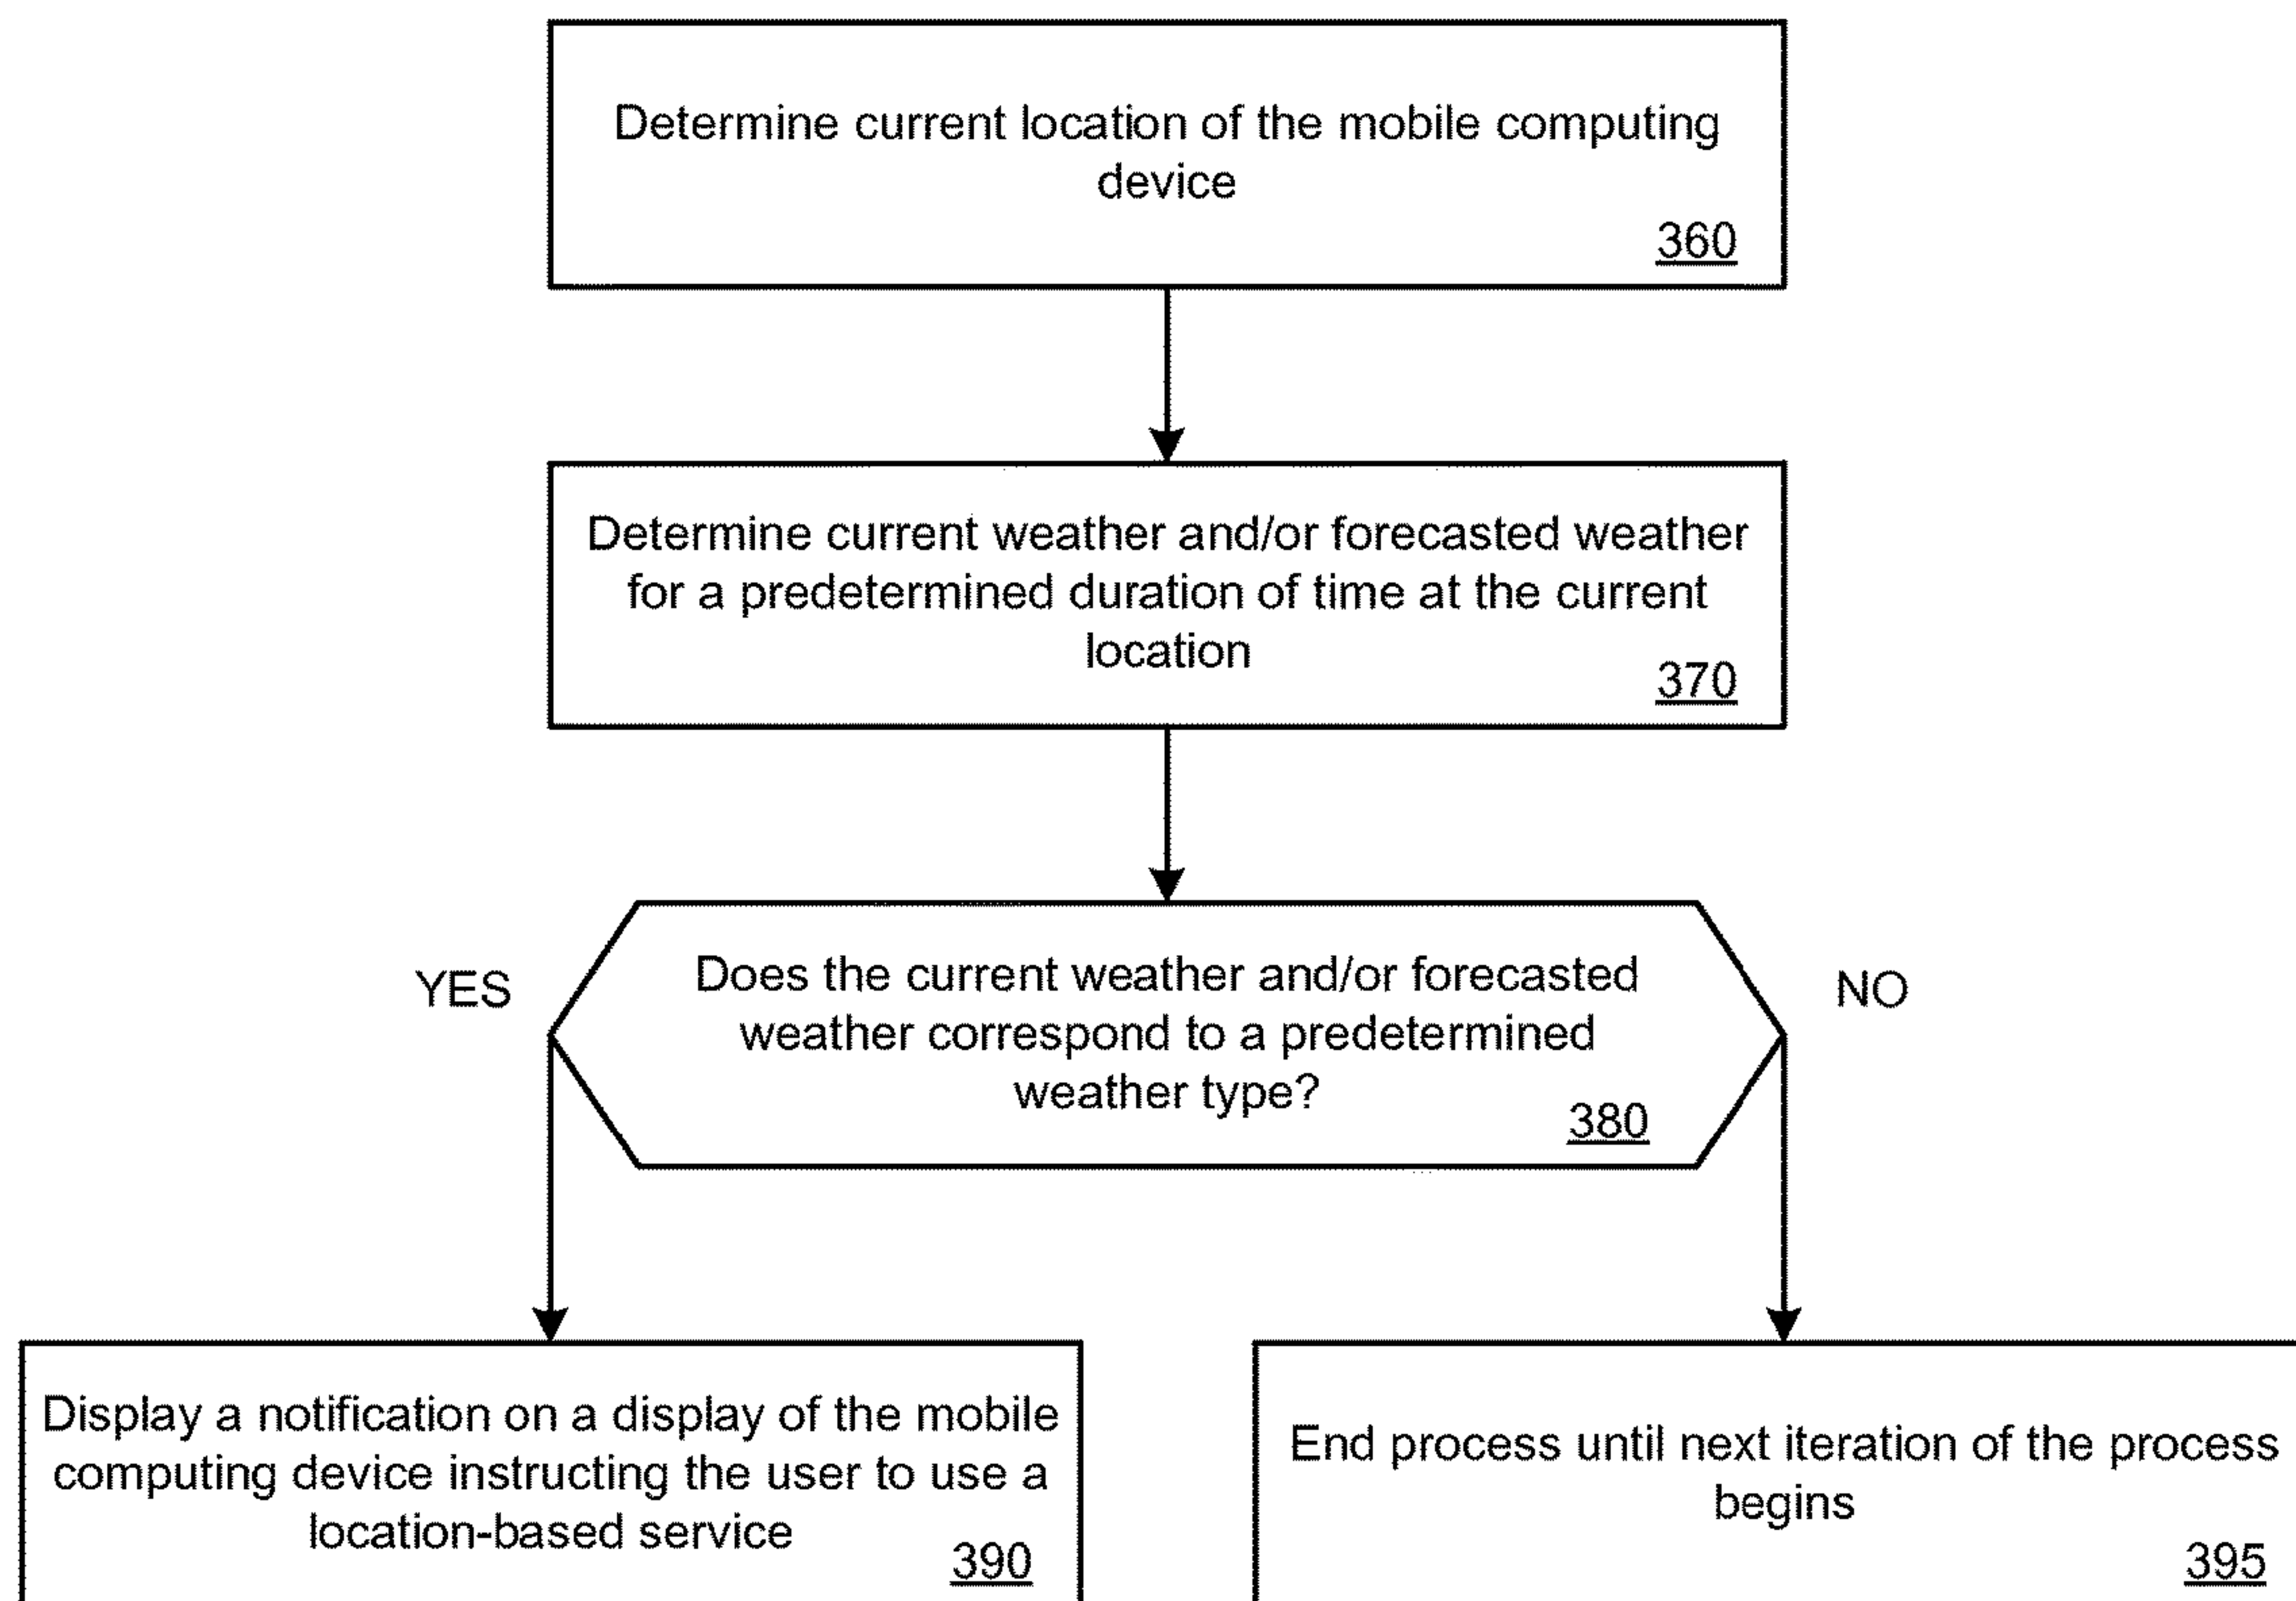 Determine current location of the mobile computing
device
360
Determine current weather and/or forecasted weather
for a predetermined duration of time at the current
location
370
YES
Does the current weather and/or forecasted
weather correspond to a predetermined
weather type?
380
NO
Display a notification on a display of the mobile
computing device instructing the user to use a
location-based service
390
End process until next iteration of the process
begins
395